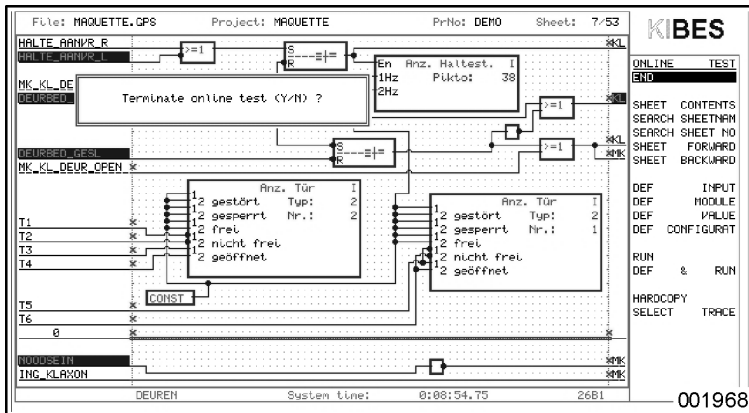 File: MAQUETTE.GPS Project: MAQUETTE PrNo: DEMO Sheet: 7/53
KIBES
HALTE_AANVR_R
HALTE_AANVR_L
>=1
S
R
*KL
En Anz. Haltest. I
1Hz Pikto: 38
2Hz
ONLINE TEST
END
MK_KL_DE
DEURBED_
Terminate online test (Y/N) ?
>=1
*KL
SHEET CONTENTS
SEARCH SHEETNAM
SEARCH SHEET NO
SHEET FORWARD
SHEET BACKWARD
DEURBED_GESL
MK_KL_DEUR_OPEN *
S
R
>=1
*KL
*MK
Anz. Tür I
1
2 gestört Typ: 2
2 gesperrt Nr.: 2
2 frei
2 nicht frei
2 geöffnet
Anz. Tür I
1
2 gestört Typ: 2
2 gesperrt Nr.: 1
2 frei
2 nicht frei
2 geöffnet
DEF INPUT
DEF MODULE
DEF VALUE
DEF CONFIGURAT
RUN
DEF & RUN
HARDCOPY
SELECT TRACE
T1 *
T2 *
T3 *
T4 *
CONST
T5 *
T6 *
0 *
NOODSEIN
ING_KLAXON
*MK
*MK
DEUREN System time: 0:08:54.75 26B1
001968